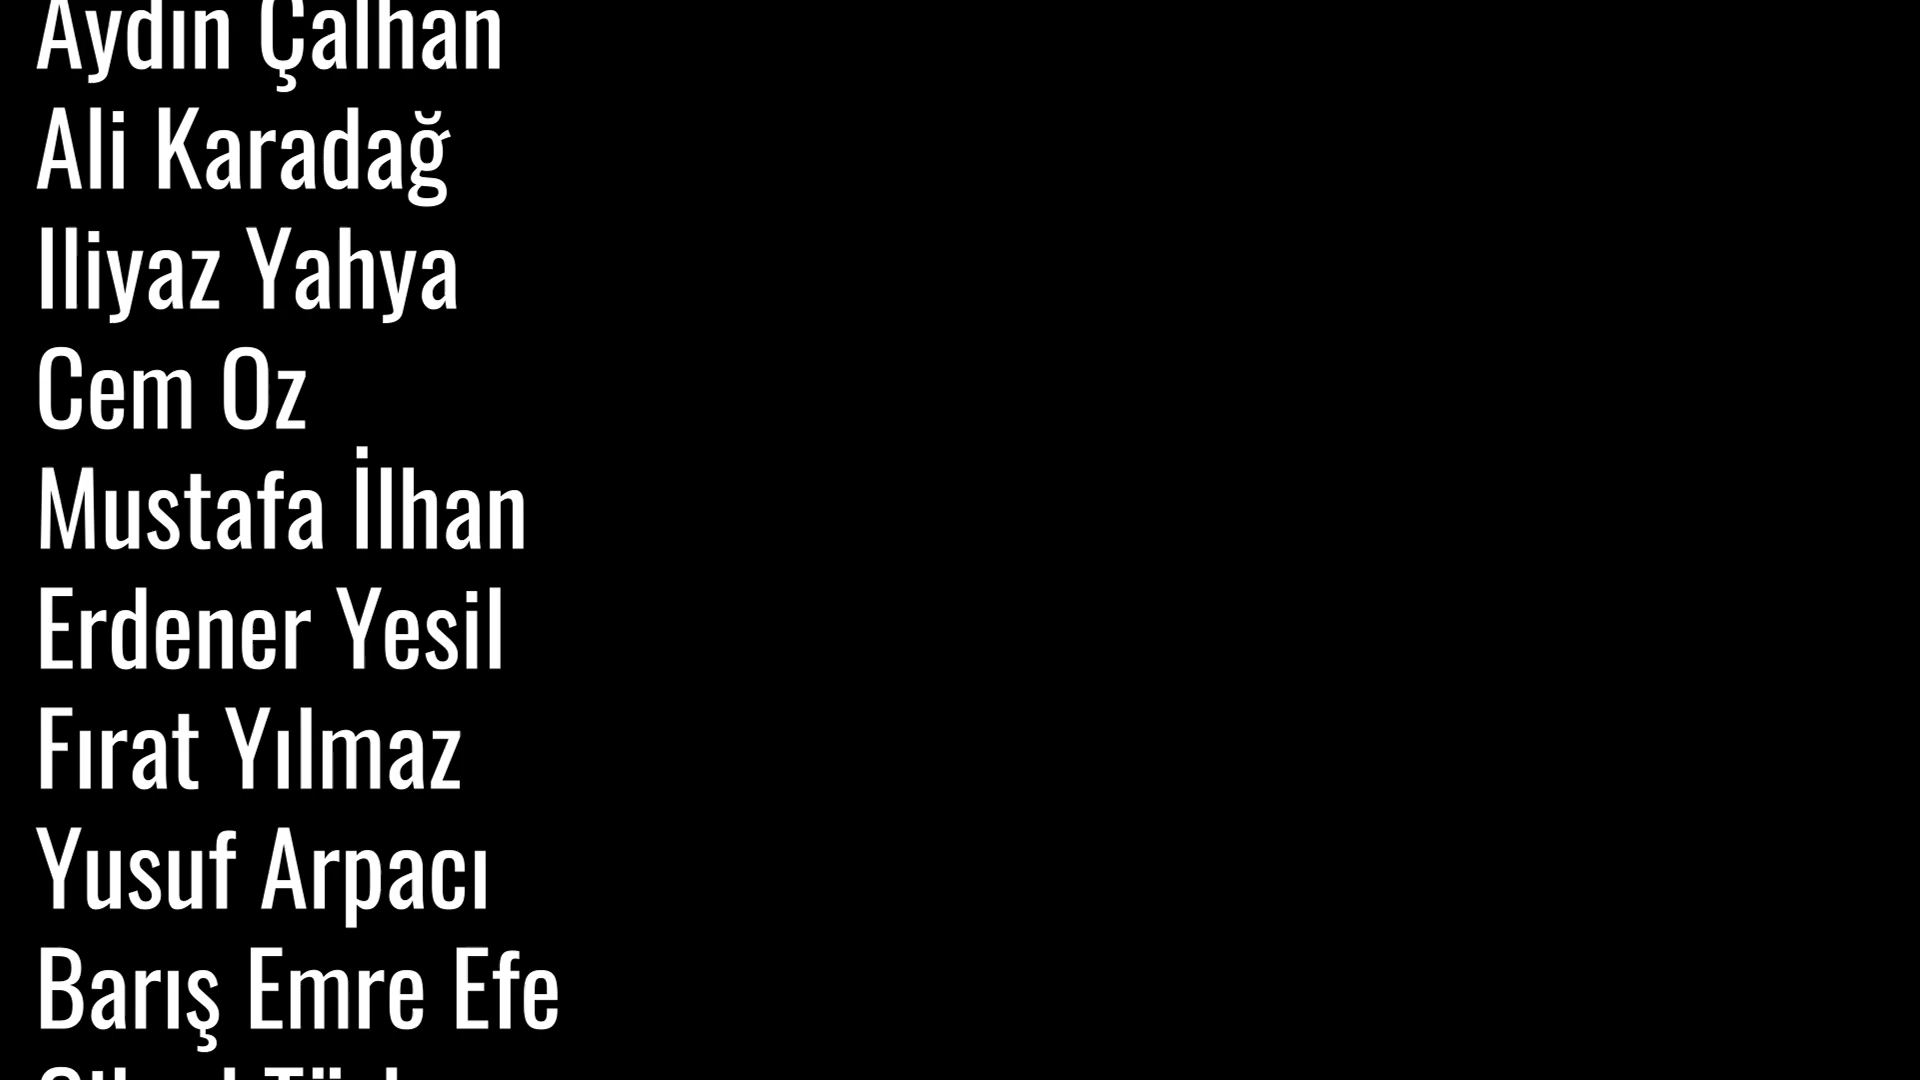 Aydın Çalhan
Ali Karadağ
Iliyaz Yahya
Cem Oz
Mustafa İlhan
Erdener Yesil
Fırat Yılmaz
Yusuf Arpacı
Barış Emre Efe